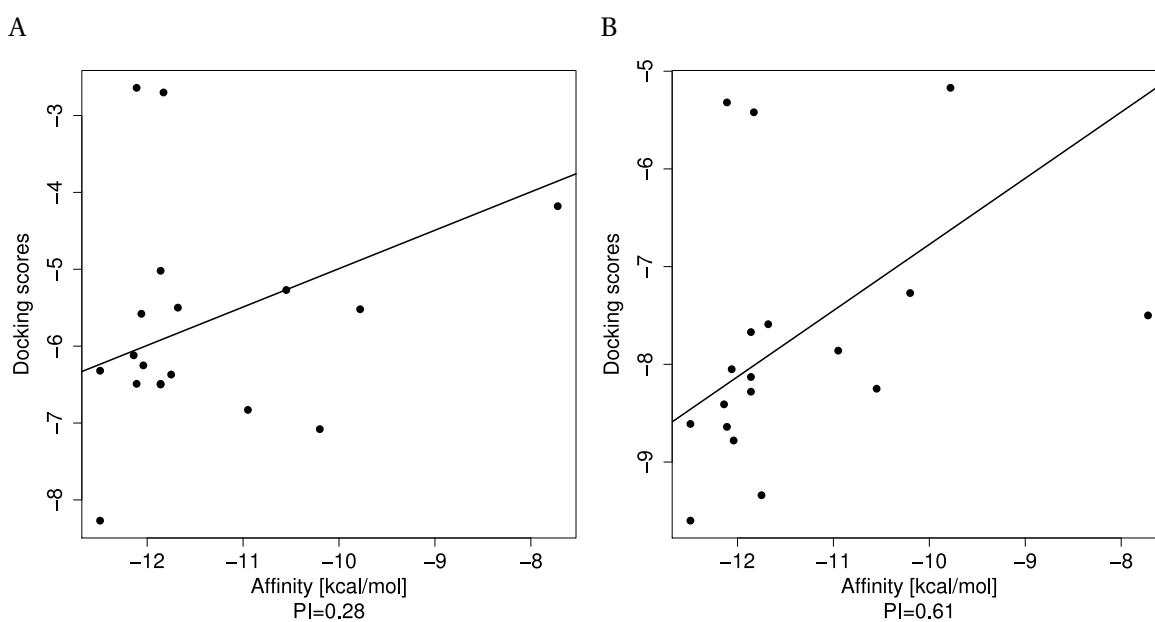 A
B
Docking scores
−3
−4
−5
−6
−7
−8
−12
−11
−10
−9
−8
Affinity [kcal/mol]
PI=0.28
Docking scores
−5
−6
−7
−8
−9
−12
−11
−10
−9
−8
Affinity [kcal/mol]
PI=0.61